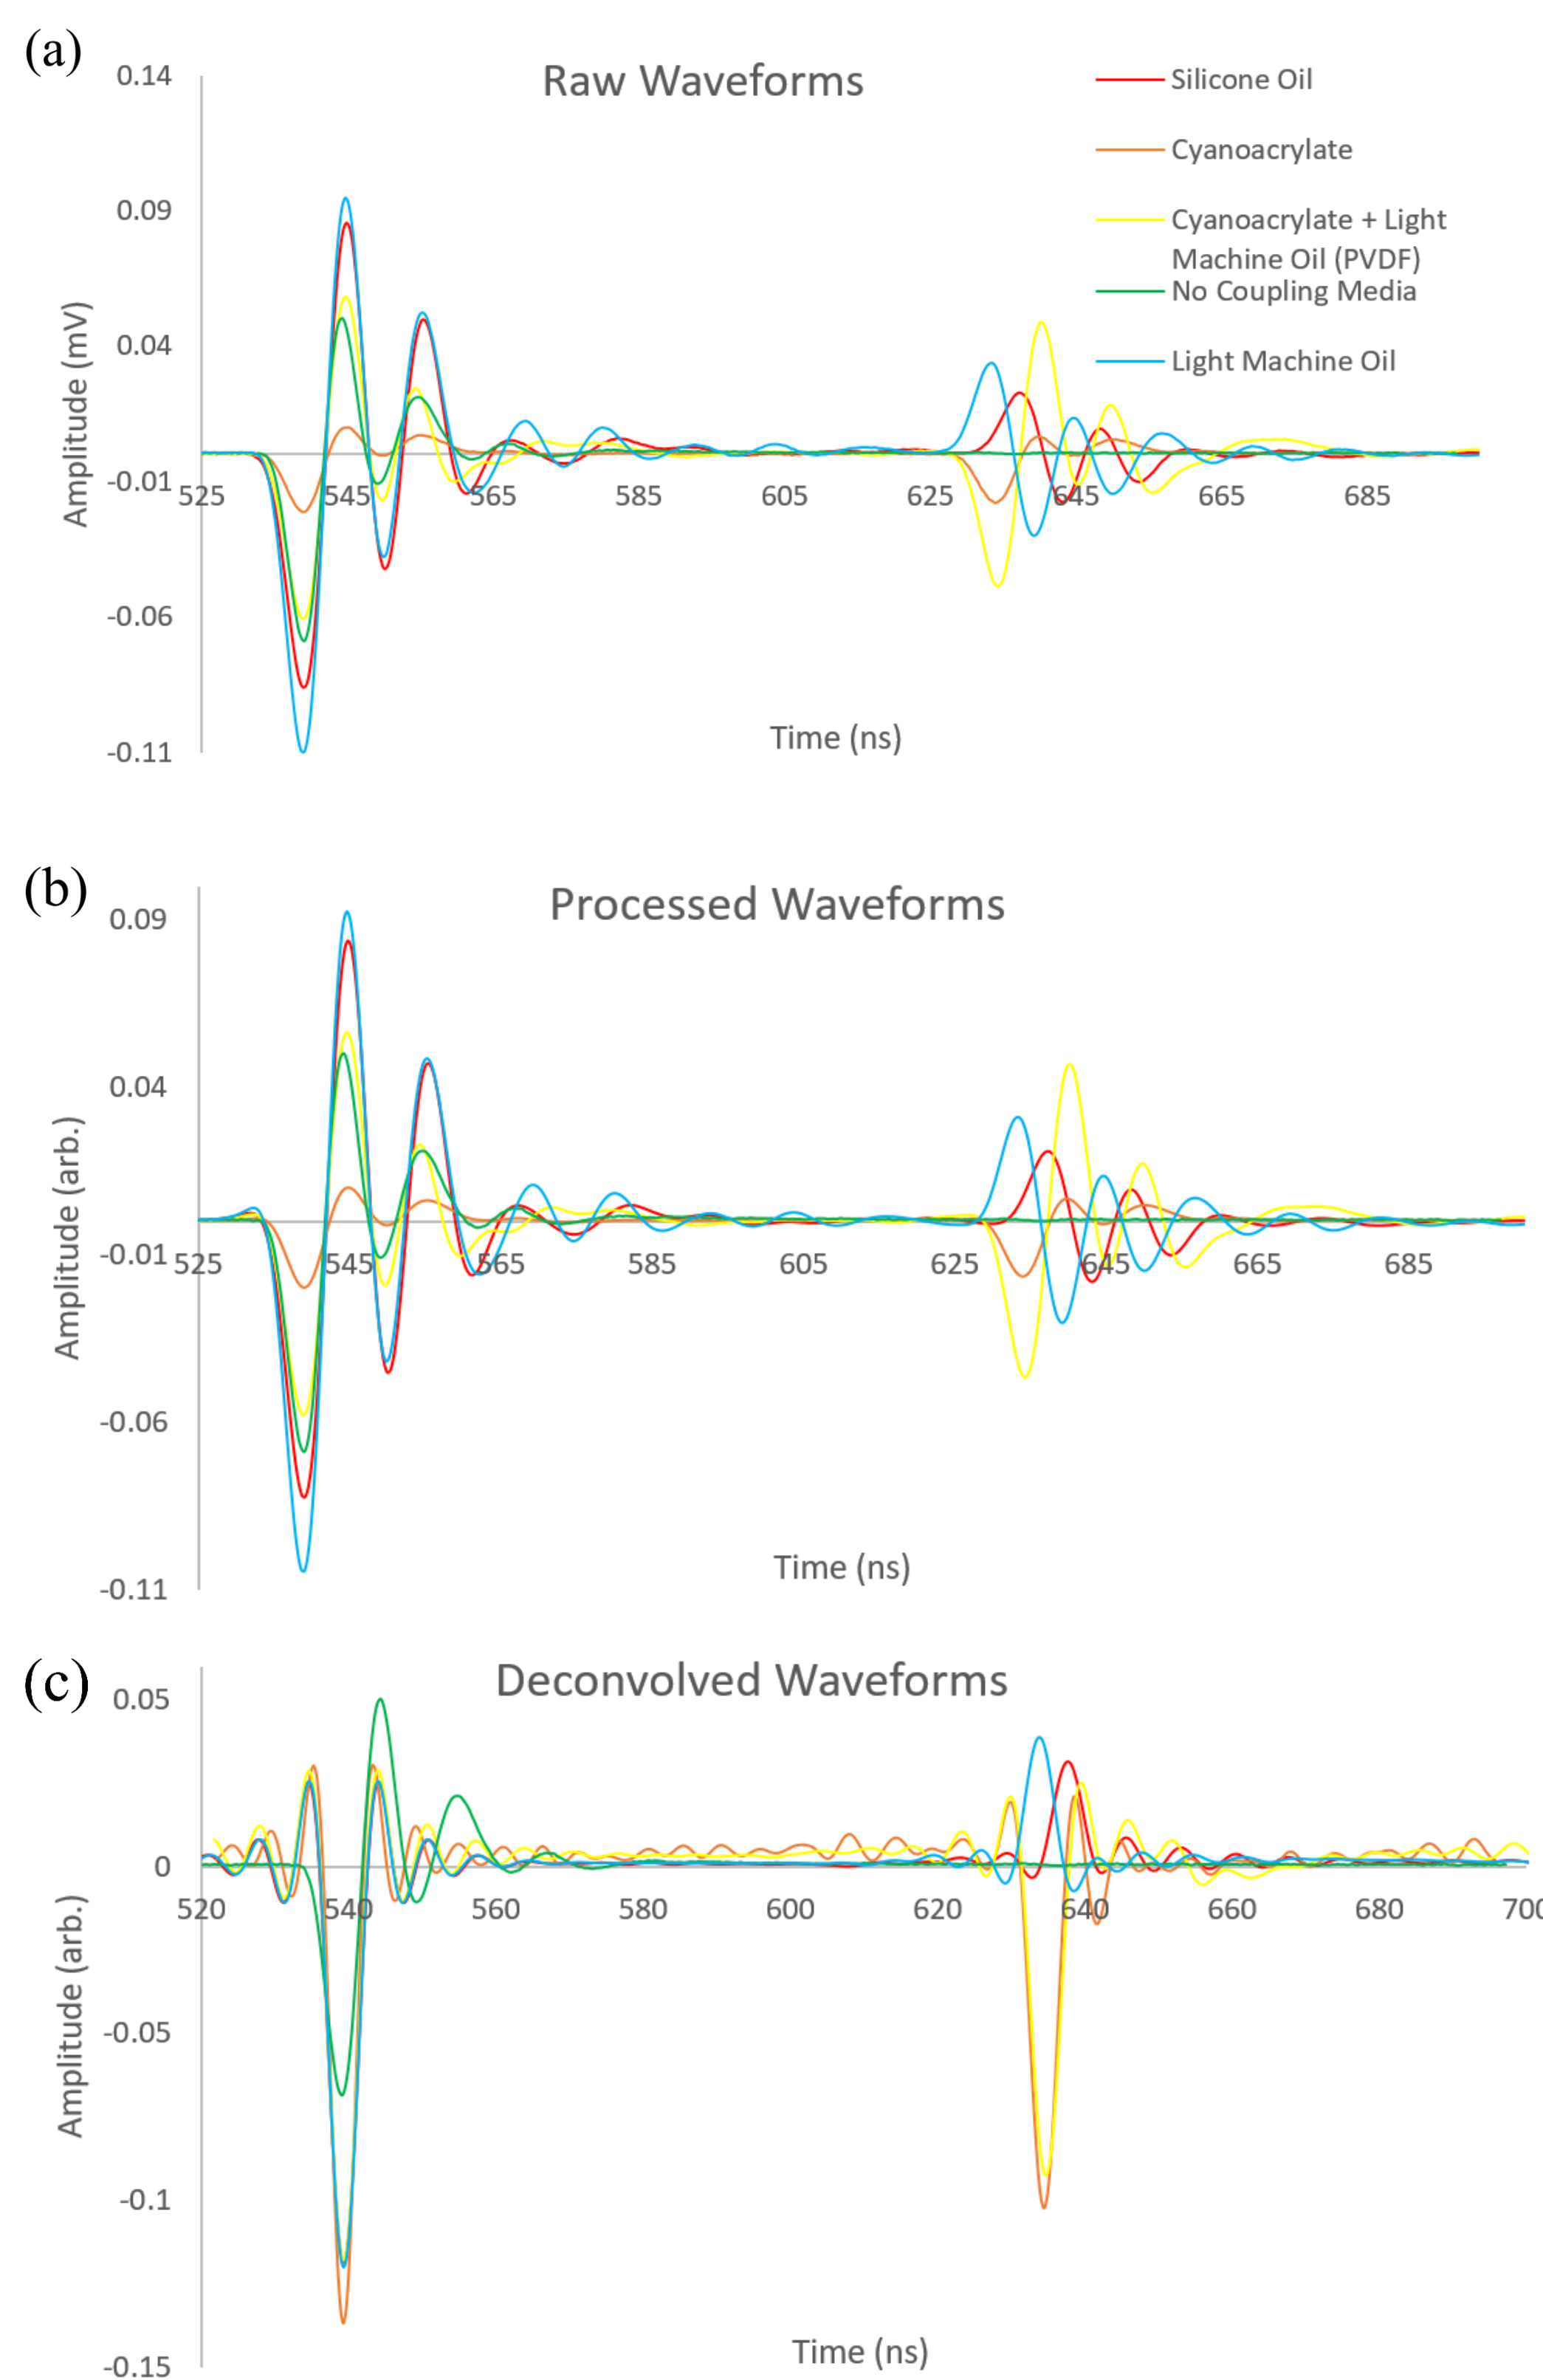 (a)
Raw Waveforms
0.14
0.09
0.04
-0.01
-0.06
-0.11
Amplitude (mV)
525 545 565 585 605 625 645 665 685
Time (ns)
Silicone Oil
Cyanoacrylate
Cyanoacrylate + Light
Machine Oil (PVDF)
No Coupling Media
Light Machine Oil
(b)
Processed Waveforms
0.09
0.04
-0.01
-0.06
-0.11
Amplitude (arb.)
525 545 565 585 605 625 645 665 685
Time (ns)
(c)
Deconvolved Waveforms
0.05
0
-0.05
-0.1
-0.15
Amplitude (arb.)
520 540 560 580 600 620 640 660 680 700
Time (ns)